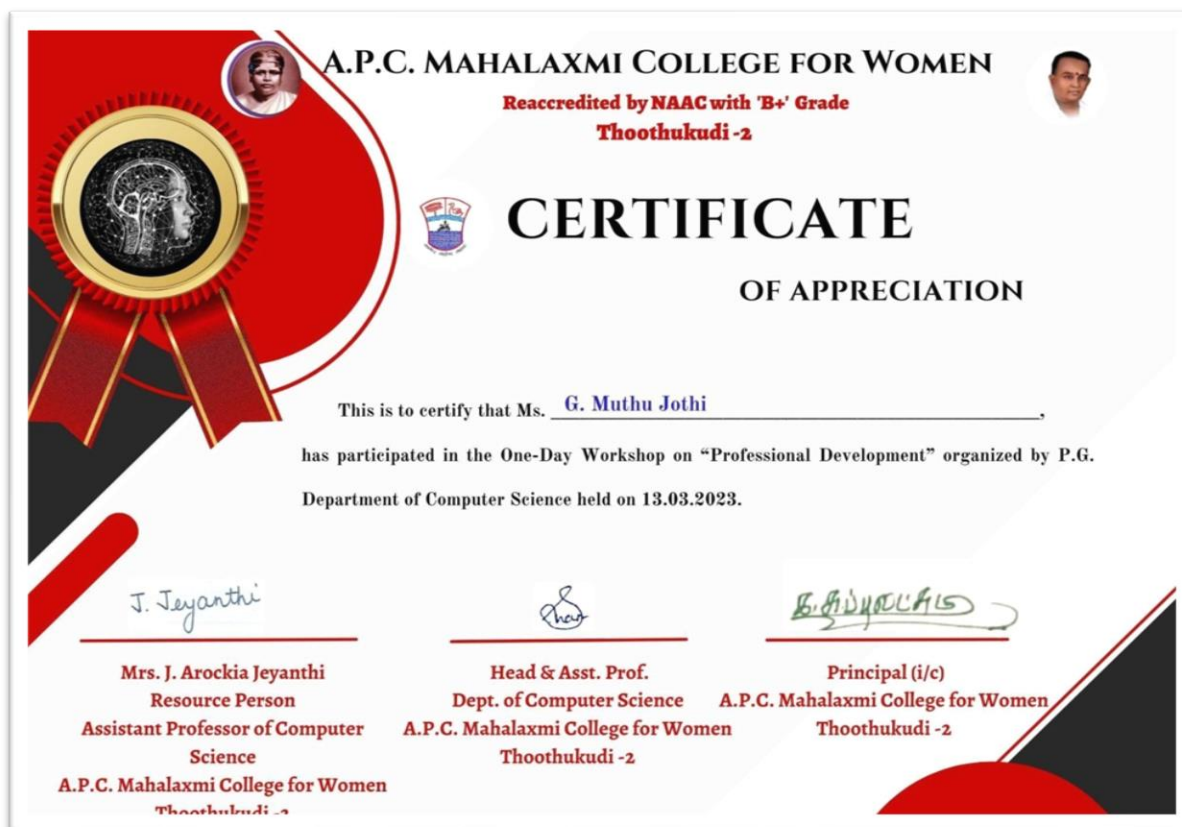 A.P.C. MAHALAXMI COLLEGE FOR WOMEN
Reaccredited by NAAC with 'B+' Grade
Thoothukudi -2
CERTIFICATE
OF APPRECIATION
This is to certify that Ms. G. Muthu Jothi,
has participated in the One-Day Workshop on “Professional Development” organized by P.G.
Department of Computer Science held on 13.03.2023.
J. Jeyanthi
Mrs. J. Arockia Jeyanthi
Resource Person
Assistant Professor of Computer
Science
A.P.C. Mahalaxmi College for Women
Thoothukudi -2
Head & Asst. Prof.
Dept. of Computer Science
A.P.C. Mahalaxmi College for Women
Thoothukudi -2
Principal (i/c)
A.P.C. Mahalaxmi College for Women
Thoothukudi -2